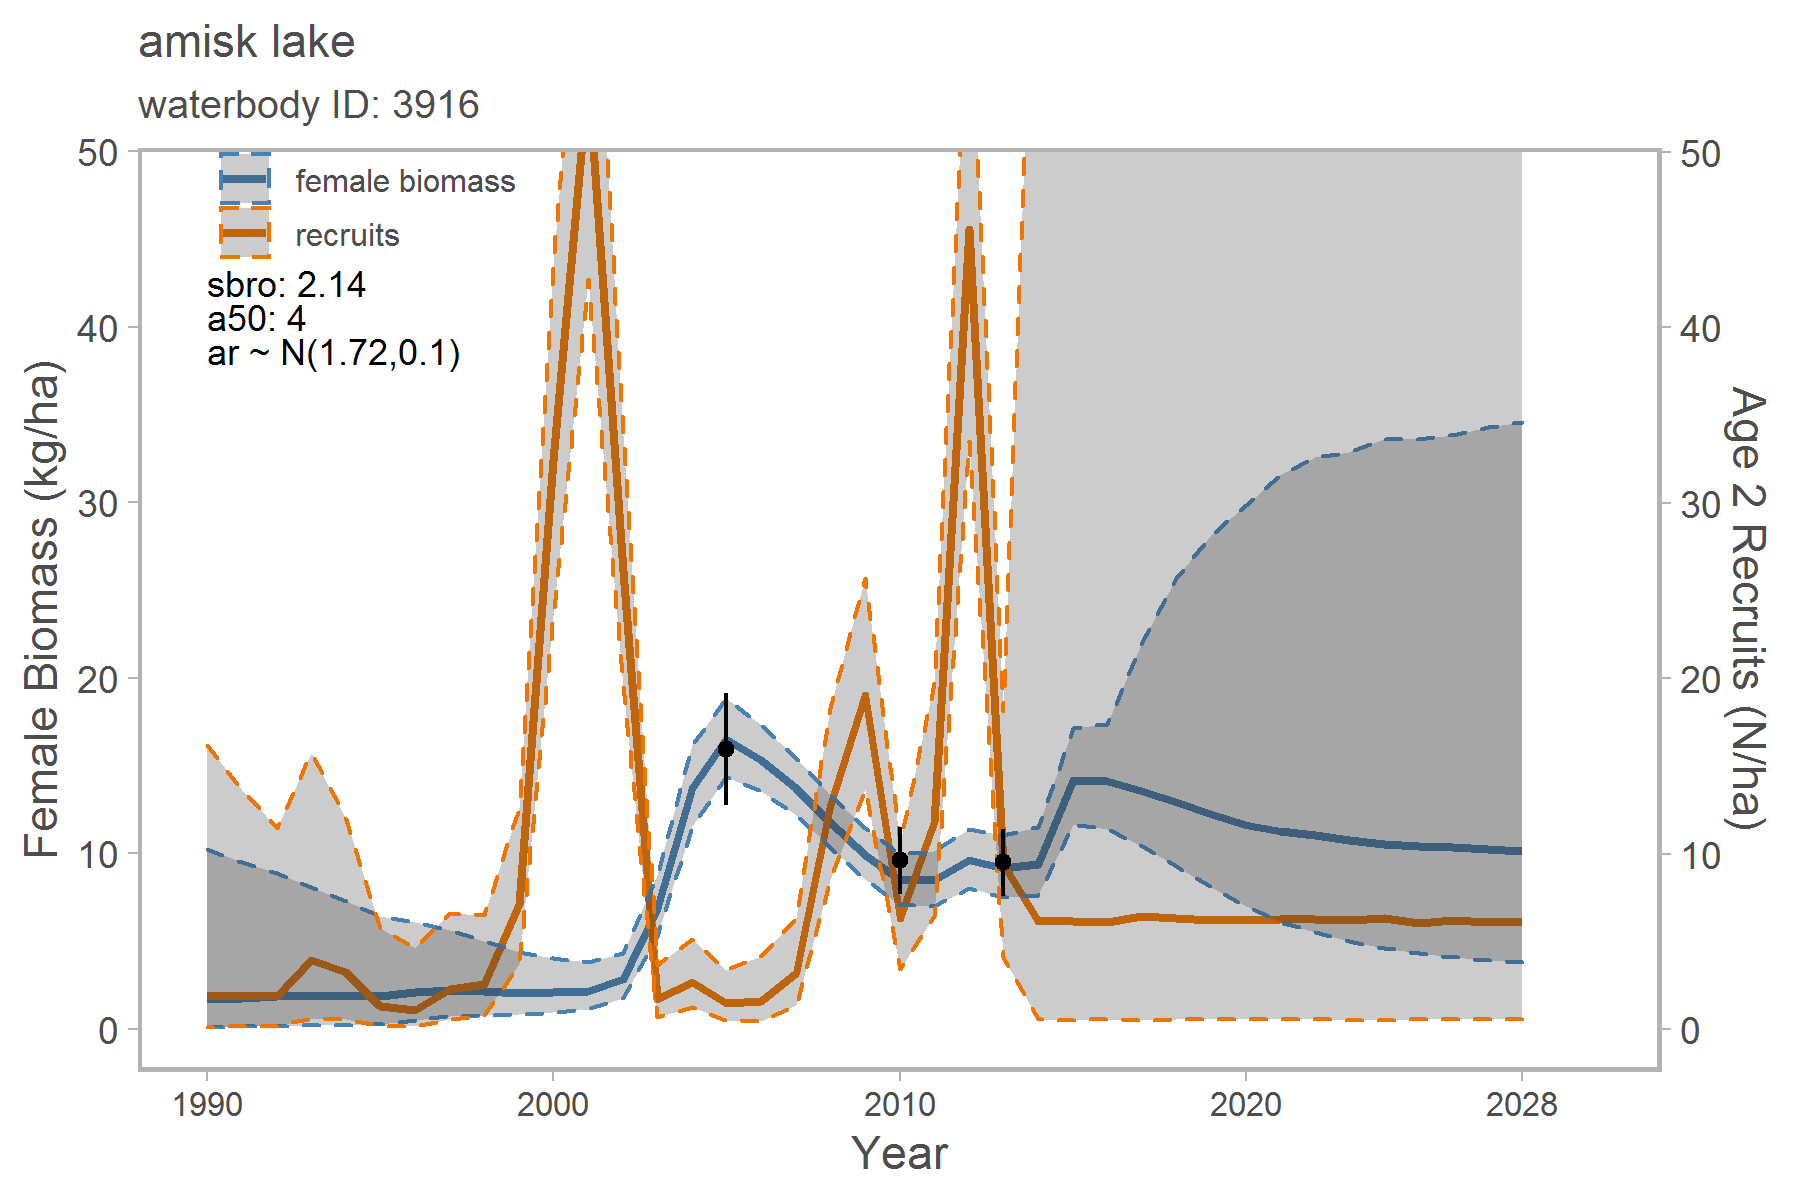 amisk lake
waterbody ID: 3916
female biomass
recruits
sbro: 2.14
a50: 4
ar ~ N(1.72,0.1)
50
40
30
20
10
0
Female Biomass (kg/ha)
50
40
30
20
10
0
Age 2 Recruits (N/ha)
1990
2000
2010
2020
2028
Year